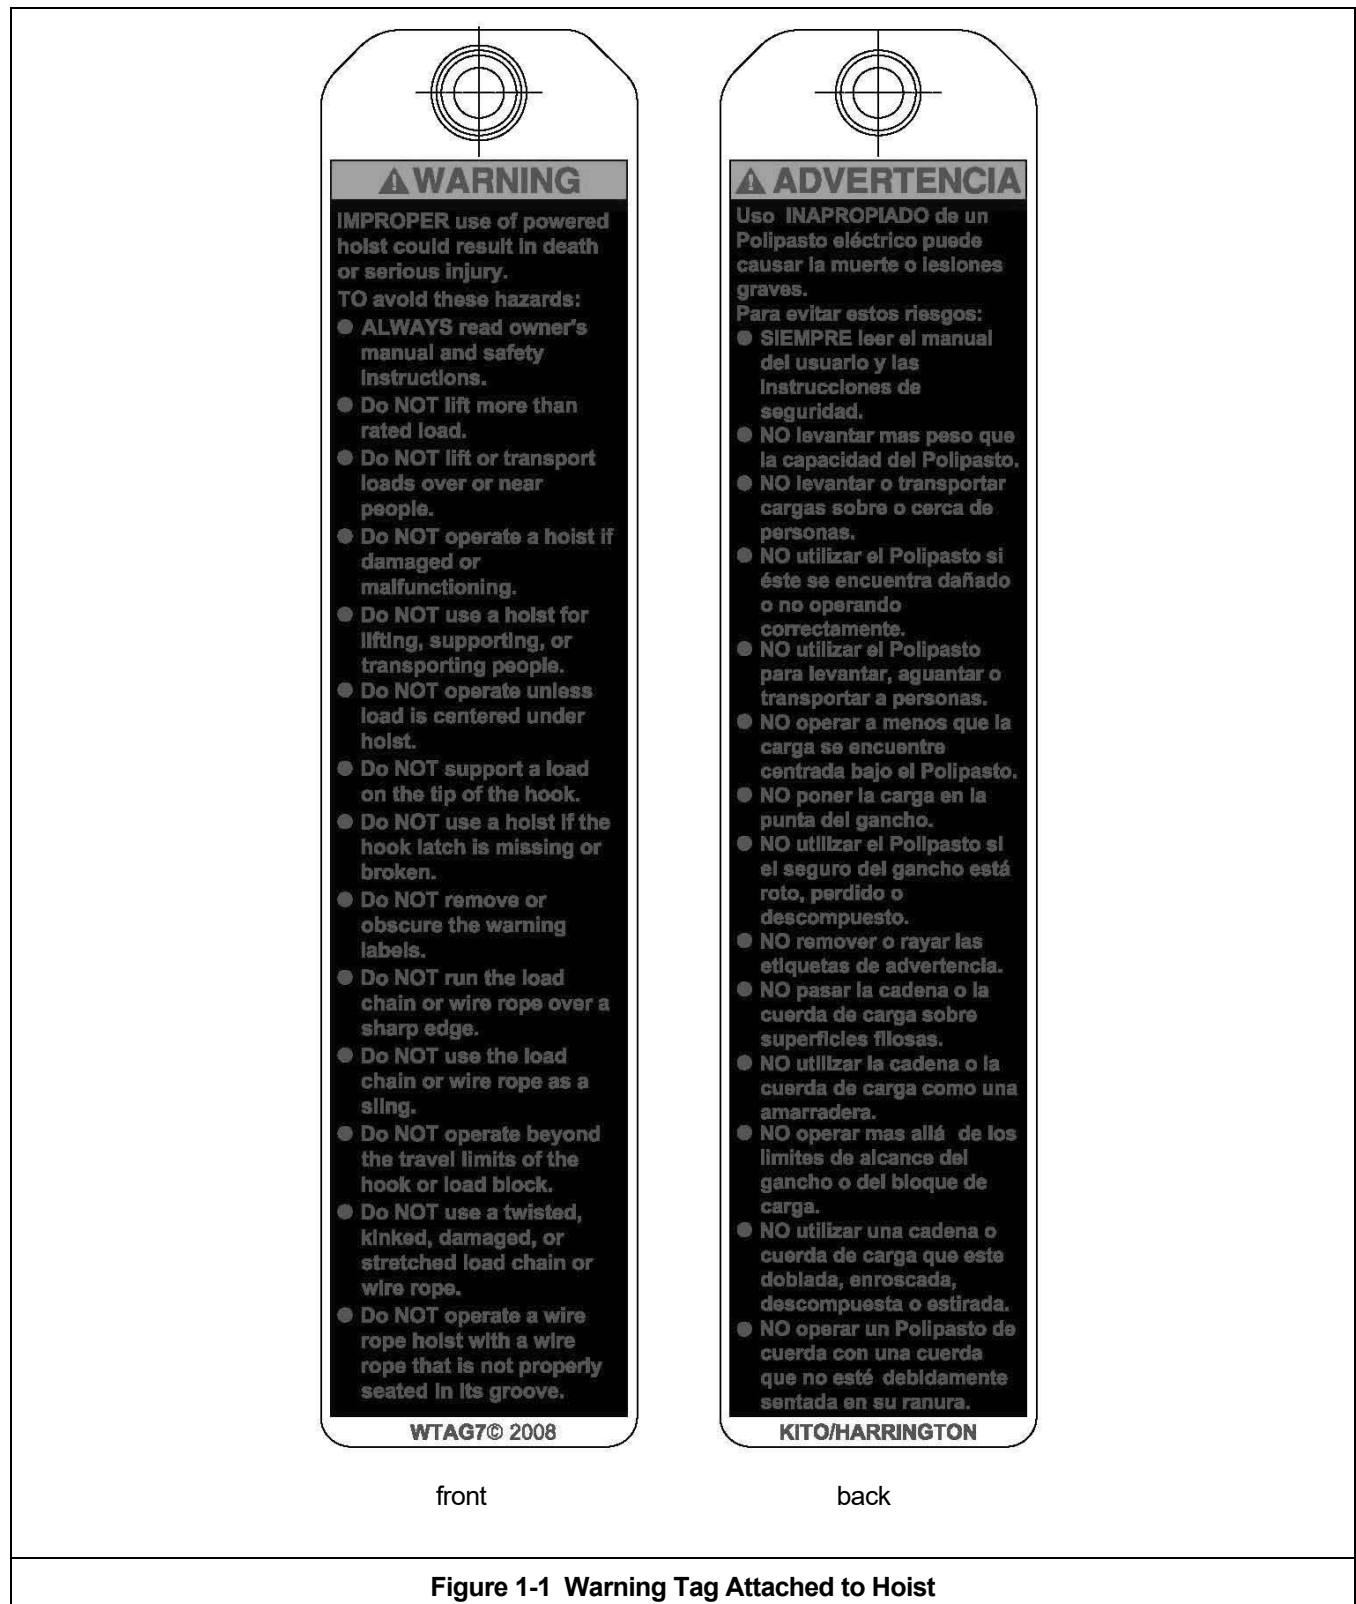 WARNING
IMPROPER use of powered
hoist could result in death
or serious injury.
TO avoid these hazards:
● ALWAYS read owner's
manual and safety
instructions.
● Do NOT lift more than
rated load.
● Do NOT lift or transport
loads over or near
people.
● Do NOT operate a hoist if
damaged or
malfunctioning.
● Do NOT use a hoist for
lifting, supporting, or
transporting people.
● Do NOT operate unless
load is centered under
hoist.
● Do NOT support a load
on the tip of the hook.
● Do NOT use a hoist if the
hook latch is missing or
broken.
● Do NOT remove or
obscure the warning
labels.
● Do NOT run the load
chain or wire rope over a
sharp edge.
● Do NOT use the load
chain or wire rope as a
sling.
● Do NOT operate beyond
the travel limits of the
hook or load block.
● Do NOT use a twisted,
kinked, damaged, or
stretched load chain or
wire rope.
● Do NOT operate a wire
rope hoist with a wire
rope that is not properly
seated in its groove.
WTAG7© 2008
front
ADVERTENCIA
Uso INAPROPIADO de un
Polipasto eléctrico puede
causar la muerte o lesiones
graves.
Para evitar estos riesgos:
● SIEMPRE leer el manual
del usuario y las
instrucciones de
seguridad.
● NO levantar mas peso que
la capacidad del Polipasto.
● NO levantar o transportar
cargas sobre o cerca de
personas.
● NO utilizar el Polipasto si
éste se encuentra dañado
o no operando
correctamente.
● NO utilizar el Polipasto
para levantar, aguantar o
transportar a personas.
● NO operar a menos que la
carga se encuentre
centrada bajo el Polipasto.
● NO poner la carga en la
punta del gancho.
● NO utilizar el Polipasto si
el seguro del gancho está
roto, perdido o
descompuesto.
● NO remover o rayar las
etiquetas de advertencia.
● NO pasar la cadena o la
cuerda de carga sobre
superficies filosas.
● NO utilizar la cadena o la
cuerda de carga como una
amarradera.
● NO operar mas allá de los
limites de alcance del
gancho o del bloque de
carga.
● NO utilizar una cadena o
cuerda de carga que este
doblada, enroscada,
descompuesta o estirada.
● NO operar un Polipasto de
cuerda con una cuerda
que no esté debidamente
sentada en su ranura.
KITO/HARRINGTON
back
Figure 1-1 Warning Tag Attached to Hoist